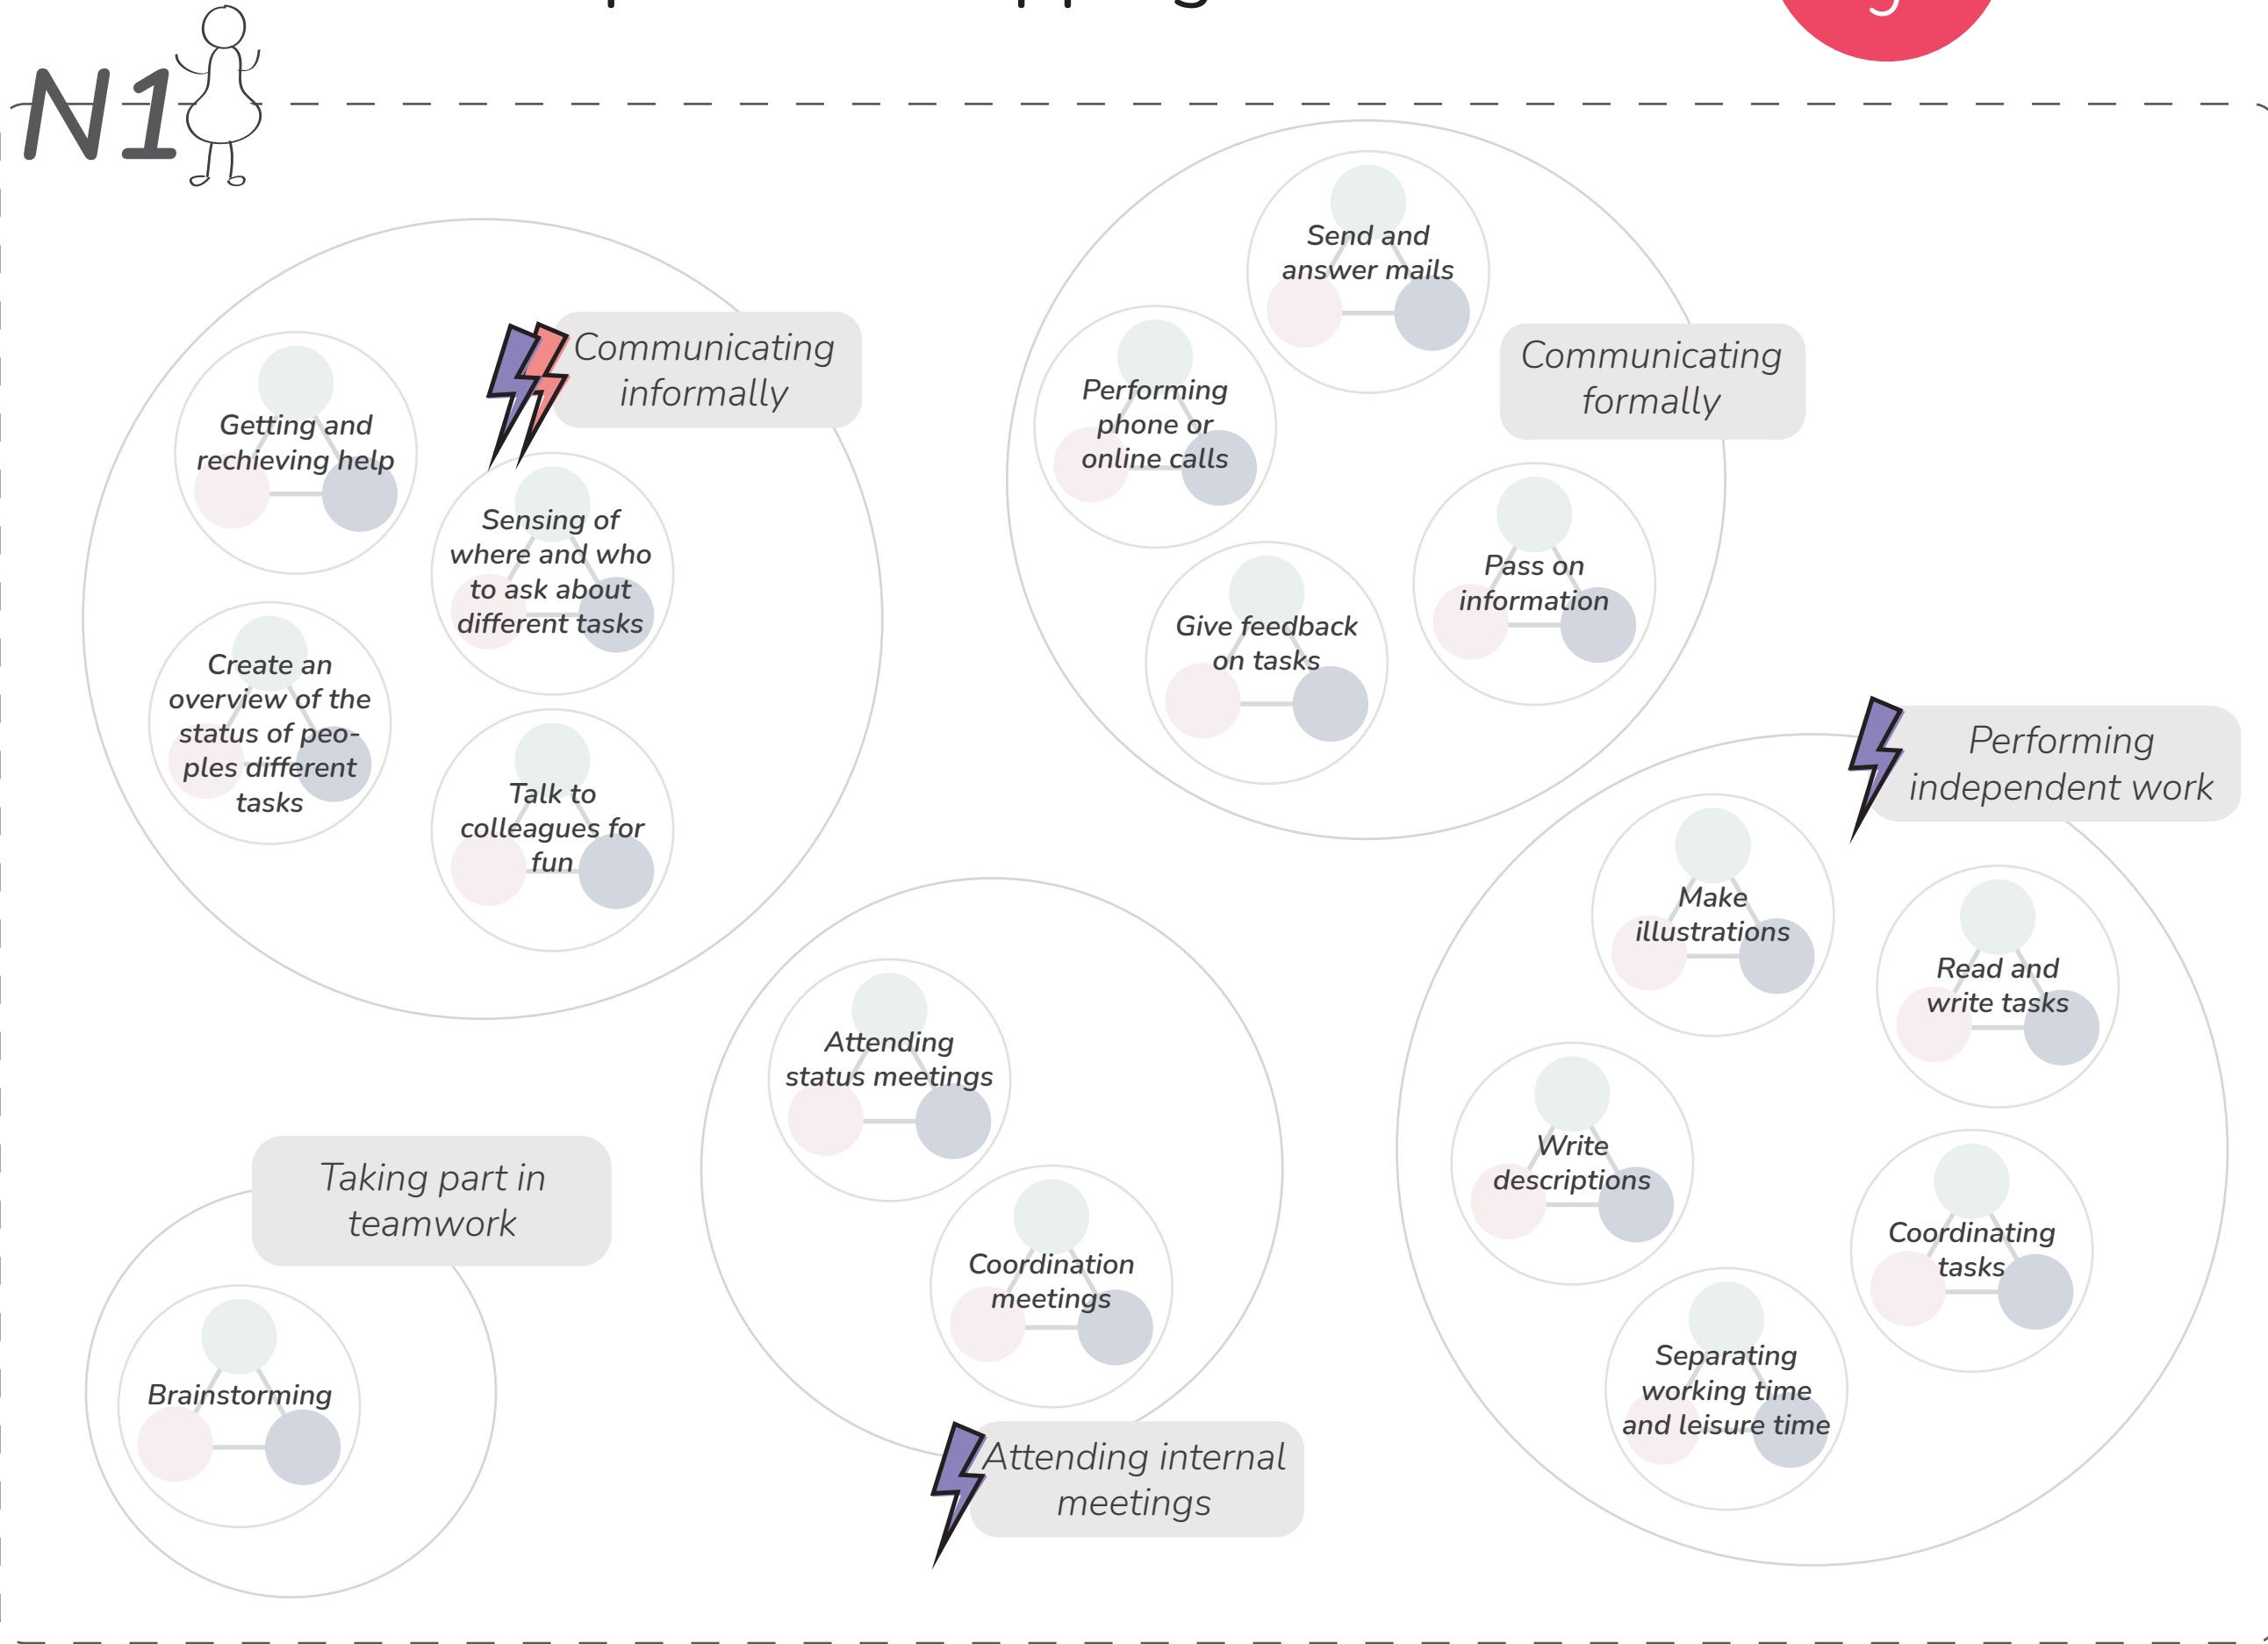 N1
Communicating
informally
Getting and
rechieving help
Sensing of
where and who
to ask about
different tasks
Create an
overview of the
status of peo-
ples different
tasks
Talk to
colleagues for
fun
Communicating
formally
Send and
answer mails
Performing
phone or
online calls
Pass on
information
Give feedback
on tasks
Performing
independent work
Make
illustrations
Read and
write tasks
Write
descriptions
Coordinating
tasks
Separating
working time
and leisure time
Attending
status meetings
Coordination
meetings
Attending internal
meetings
Taking part in
teamwork
Brainstorming